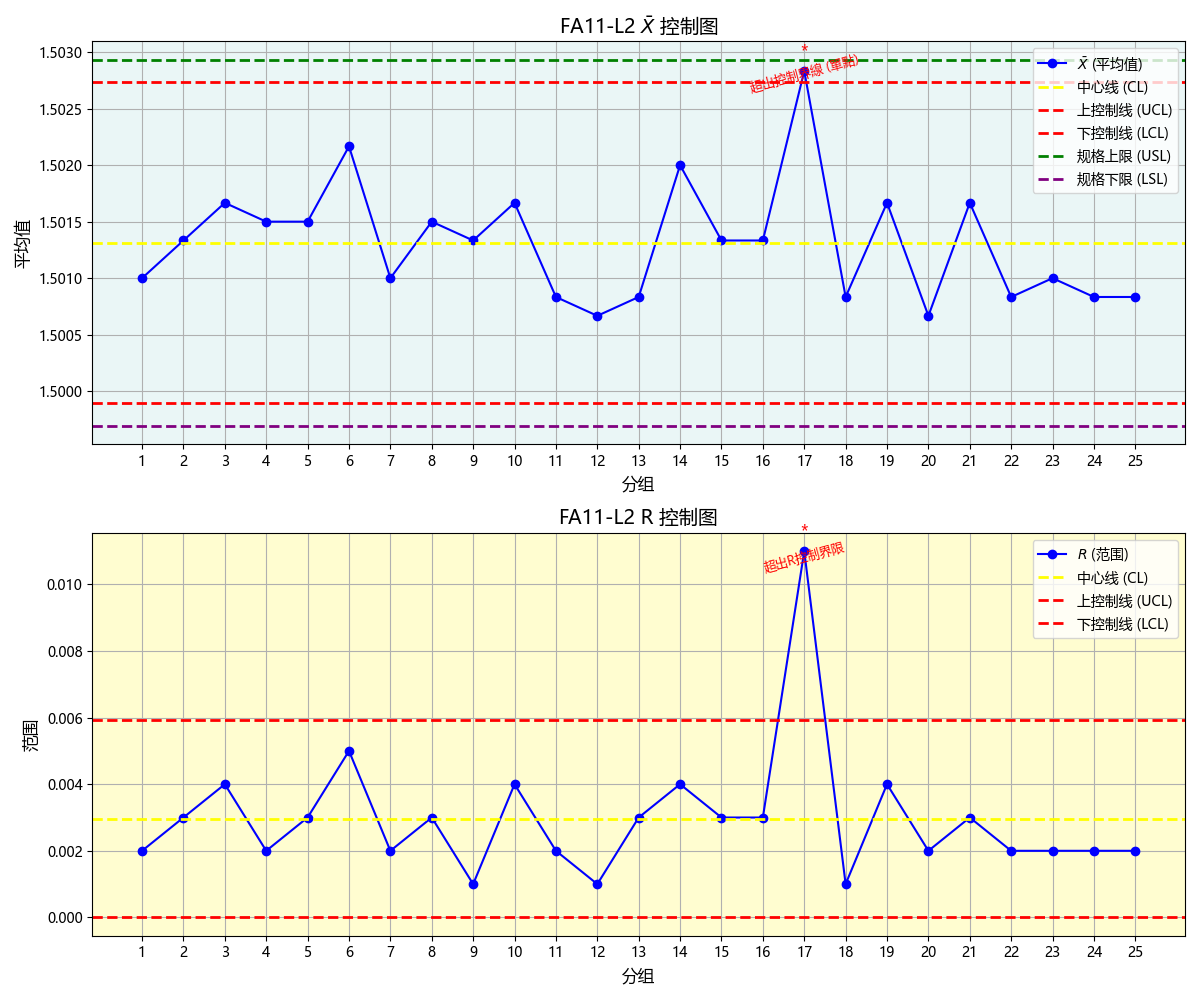 FA11-L2 X̄ 控制图
*
超出控制界線 (單點)
X̄ (平均值)
中心线 (CL)
上控制线 (UCL)
下控制线 (LCL)
规格上限 (USL)
规格下限 (LSL)
平均值
1.5030
1.5025
1.5020
1.5015
1.5010
1.5005
1.5000
1 2 3 4 5 6 7 8 9 10 11 12 13 14 15 16 17 18 19 20 21 22 23 24 25
分组
FA11-L2 R 控制图
*
超出R控制界限
R (范围)
中心线 (CL)
上控制线 (UCL)
下控制线 (LCL)
范围
0.010
0.008
0.006
0.004
0.002
0.000
1 2 3 4 5 6 7 8 9 10 11 12 13 14 15 16 17 18 19 20 21 22 23 24 25
分组